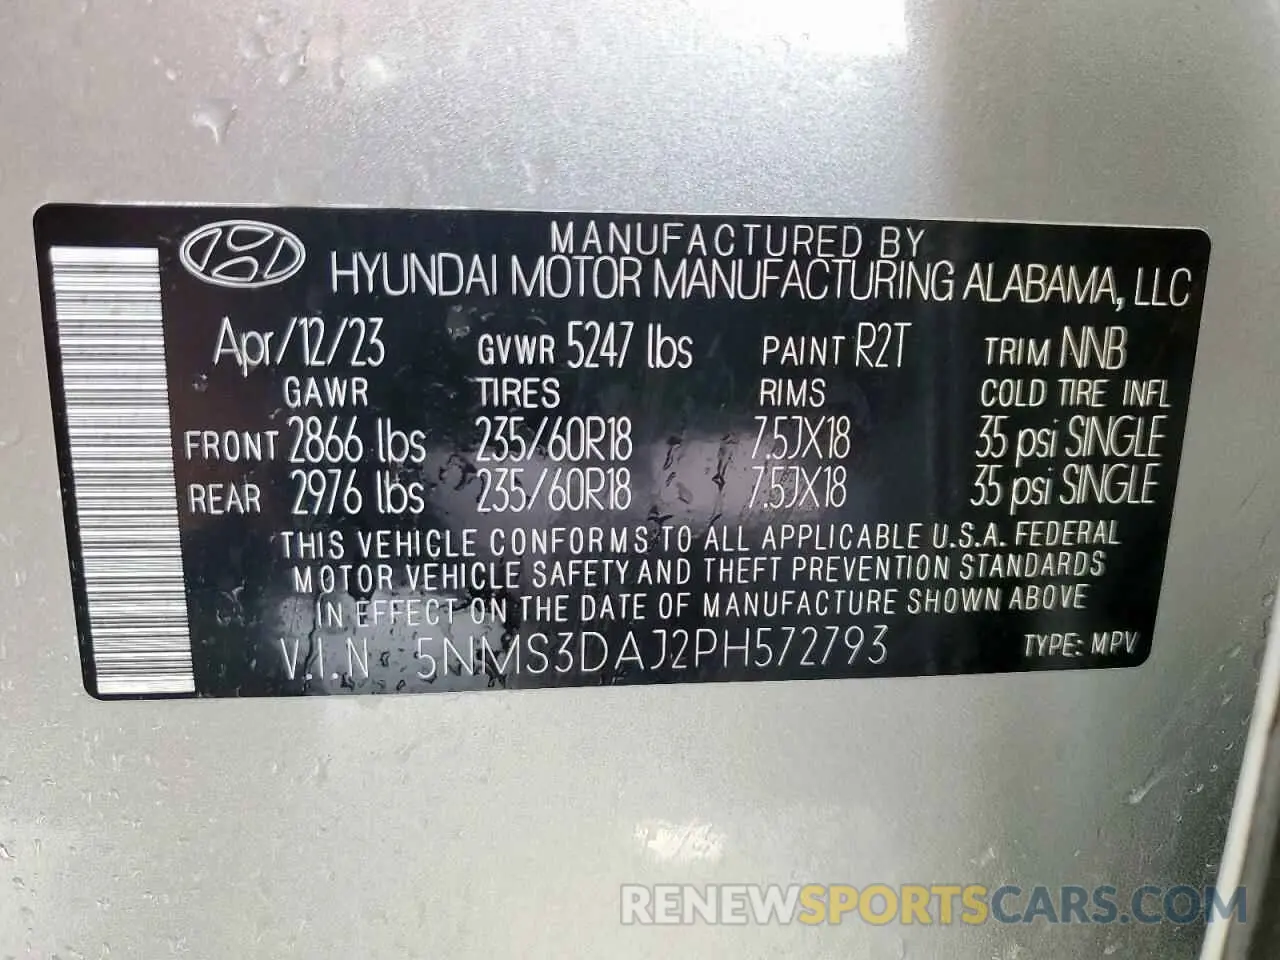 MANUFACTURED BY
HYUNDAI MOTOR MANUFACTURING ALABAMA, LLC
Apr/12/23 GVWR 5247 lbs PAINT R2T TRIM NNB
GAWR TIRES RIMS COLD TIRE INFL
FRONT 2866 lbs 235/60R18 7.5JX18 35 psi SINGLE
REAR 2976 lbs 235/60R18 7.5JX18 35 psi SINGLE
THIS VEHICLE CONFORMS TO ALL APPLICABLE U.S.A. FEDERAL
MOTOR VEHICLE SAFETY AND THEFT PREVENTION STANDARDS
IN EFFECT ON THE DATE OF MANUFACTURE SHOWN ABOVE
V.I.N 5NMS3DAJ2PH572793 TYPE: MPV
RENEWSPORTSCARS.COM